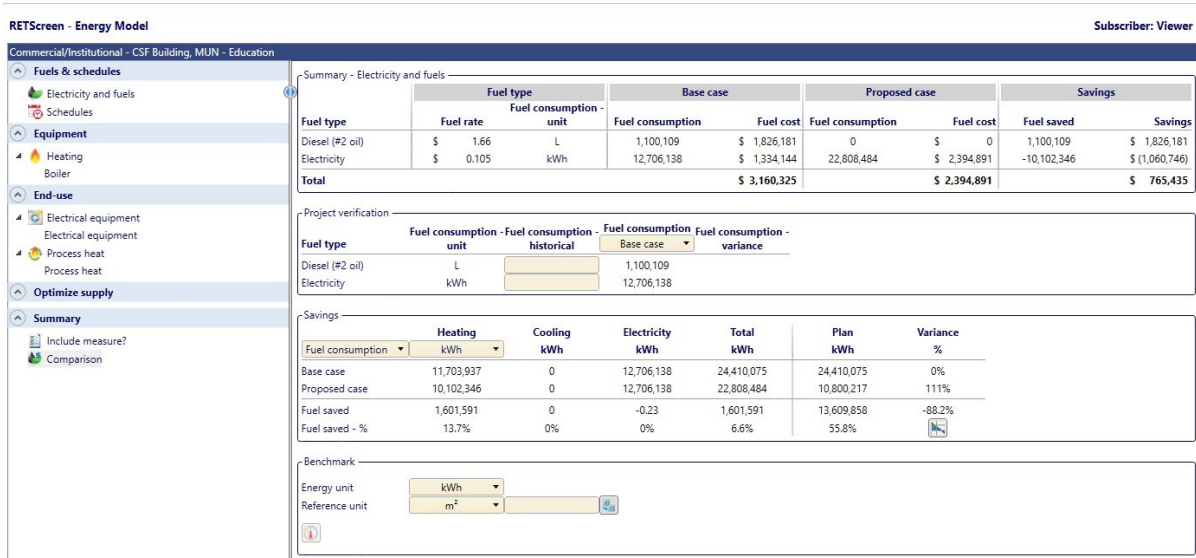 RETScreen - Energy Model
Subscriber: Viewer
Commercial/Institutional - CSF Building, MUN - Education
Fuels & schedules
Electricity and fuels
Schedules
Equipment
Heating
Boiler
End-use
Electrical equipment
Electrical equipment
Process heat
Process heat
Optimize supply
Summary
Include measure?
Comparison
Summary - Electricity and fuels
Fuel type Base case Proposed case Savings
Fuel type Fuel rate Fuel consumption - unit Fuel consumption Fuel cost Fuel consumption Fuel cost Fuel saved Savings
Diesel (#2 oil) $ 1.66 L 1,100,109 $ 1,826,181 0 $ 0 1,100,109 $ 1,826,181
Electricity $ 0.105 kWh 12,706,138 $ 1,334,144 22,808,484 $ 2,394,891 -10,102,346 $ (1,060,746)
Total $ 3,160,325 $ 2,394,891 $ 765,435
Project verification
Fuel type Fuel consumption - unit Fuel consumption - historical Fuel consumption Base case Fuel consumption - variance
Diesel (#2 oil) L 1,100,109
Electricity kWh 12,706,138
Savings
Heating Cooling Electricity Total Plan Variance
Fuel consumption kWh kWh kWh kWh kWh %
Base case 11,703,937 0 12,706,138 24,410,075 24,410,075 0%
Proposed case 10,102,346 0 12,706,138 22,808,484 10,800,217 111%
Fuel saved 1,601,591 0 -0.23 1,601,591 13,609,858 -88.2%
Fuel saved - % 13.7% 0% 0% 6.6% 55.8%
Benchmark
Energy unit kWh
Reference unit m²